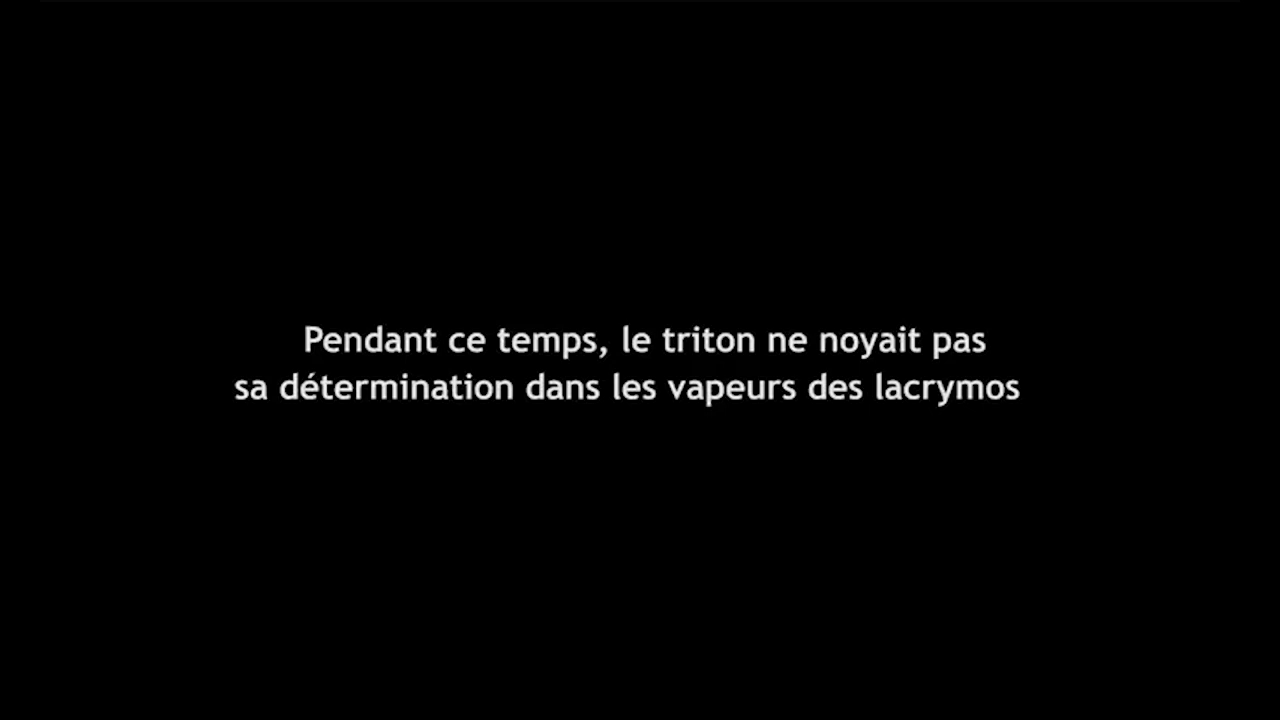 Pendant ce temps, le triton ne noyait pas
sa détermination dans les vapeurs des lacrymos